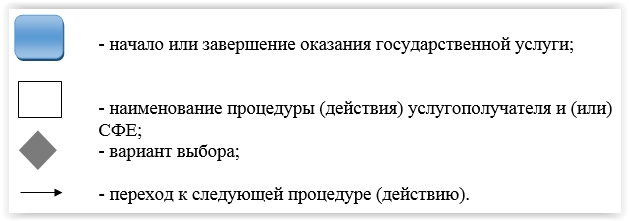 - начало или завершение оказания государственной услуги;
- наименование процедуры (действия) услугополучателя и (или)
СФЕ;
- вариант выбора;
- переход к следующей процедуре (действию).